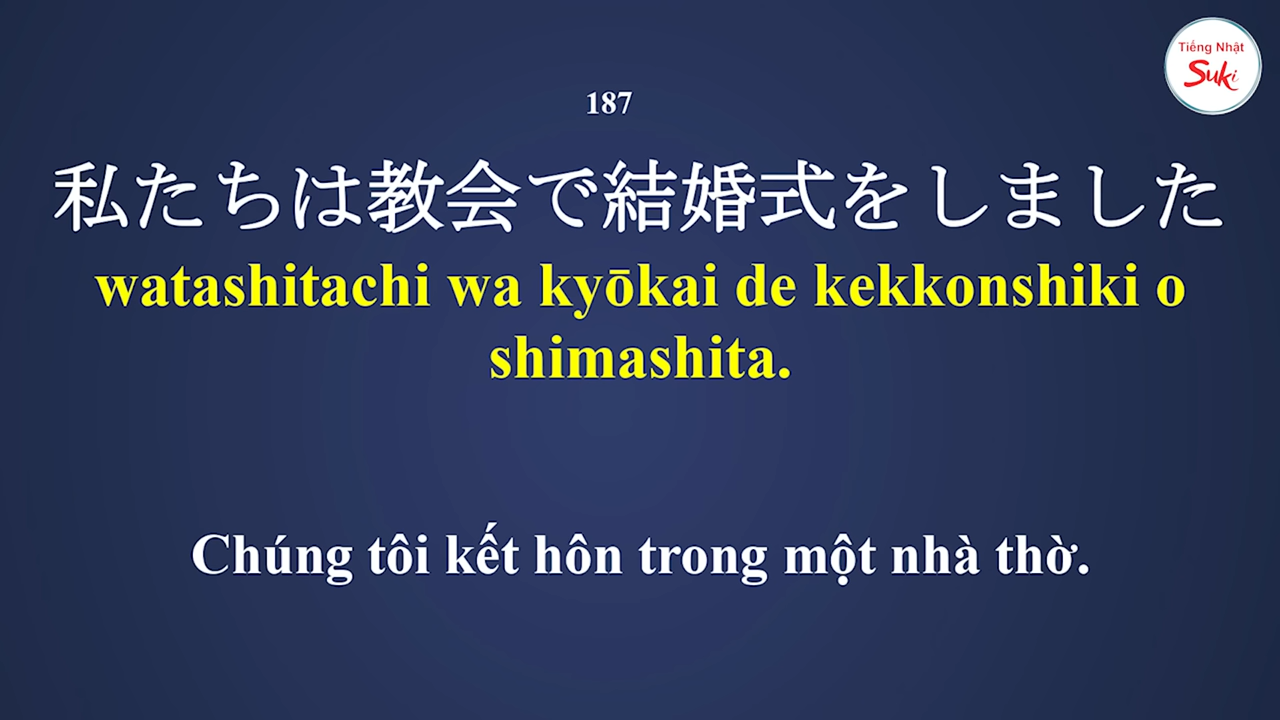 Tiếng Nhật
Suki
187
私たちは教会で結婚式をしました
watashitachi wa kyōkai de kekkonshiki o
shimashita.
Chúng tôi kết hôn trong một nhà thờ.